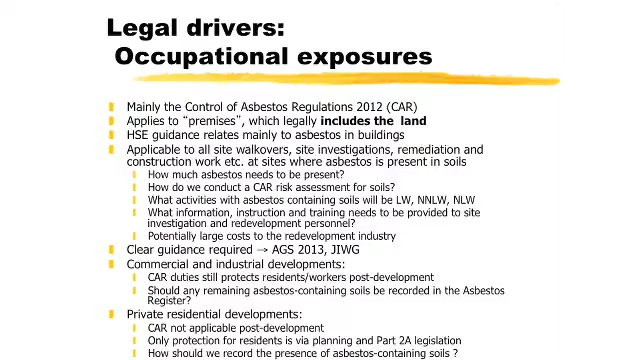 Legal drivers:
Occupational exposures
Mainly the Control of Asbestos Regulations 2012 (CAR)
Applies to “premises”, which legally includes the land
HSE guidance relates mainly to asbestos in buildings
Applicable to all site walkovers, site investigations, remediation and
construction work etc. at sites where asbestos is present in soils
How much asbestos needs to be present?
How do we conduct a CAR risk assessment for soils?
What activities with asbestos containing soils will be LW, NNLW, NLW
What information, instruction and training needs to be provided to site
investigation and redevelopment personnel?
Potentially large costs to the redevelopment industry
Clear guidance required → AGS 2013, JIWG
Commercial and industrial developments:
CAR duties still protects residents/workers post-development
Should any remaining asbestos-containing soils be recorded in the Asbestos
Register?
Private residential developments:
CAR not applicable post-development
Only protection for residents is via planning and Part 2A legislation
How should we record the presence of asbestos-containing soils ?